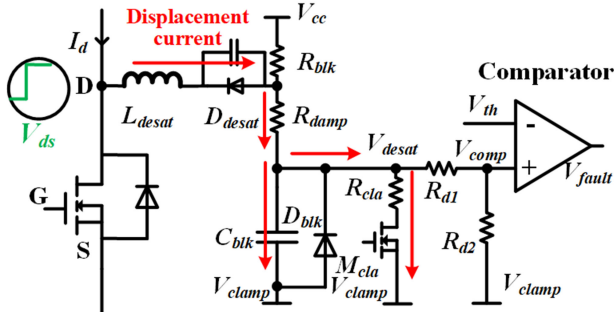 Displacement
current
V_cc
I_d
R_blk
Comparator
D
V_ds
L_desat
D_desat
R_damp
V_th
-
V_desat
V_comp
+
V_fault
G
S
R_cla
R_d1
C_blk
D_blk
M_cla
R_d2
V_clamp
V_clamp
V_clamp